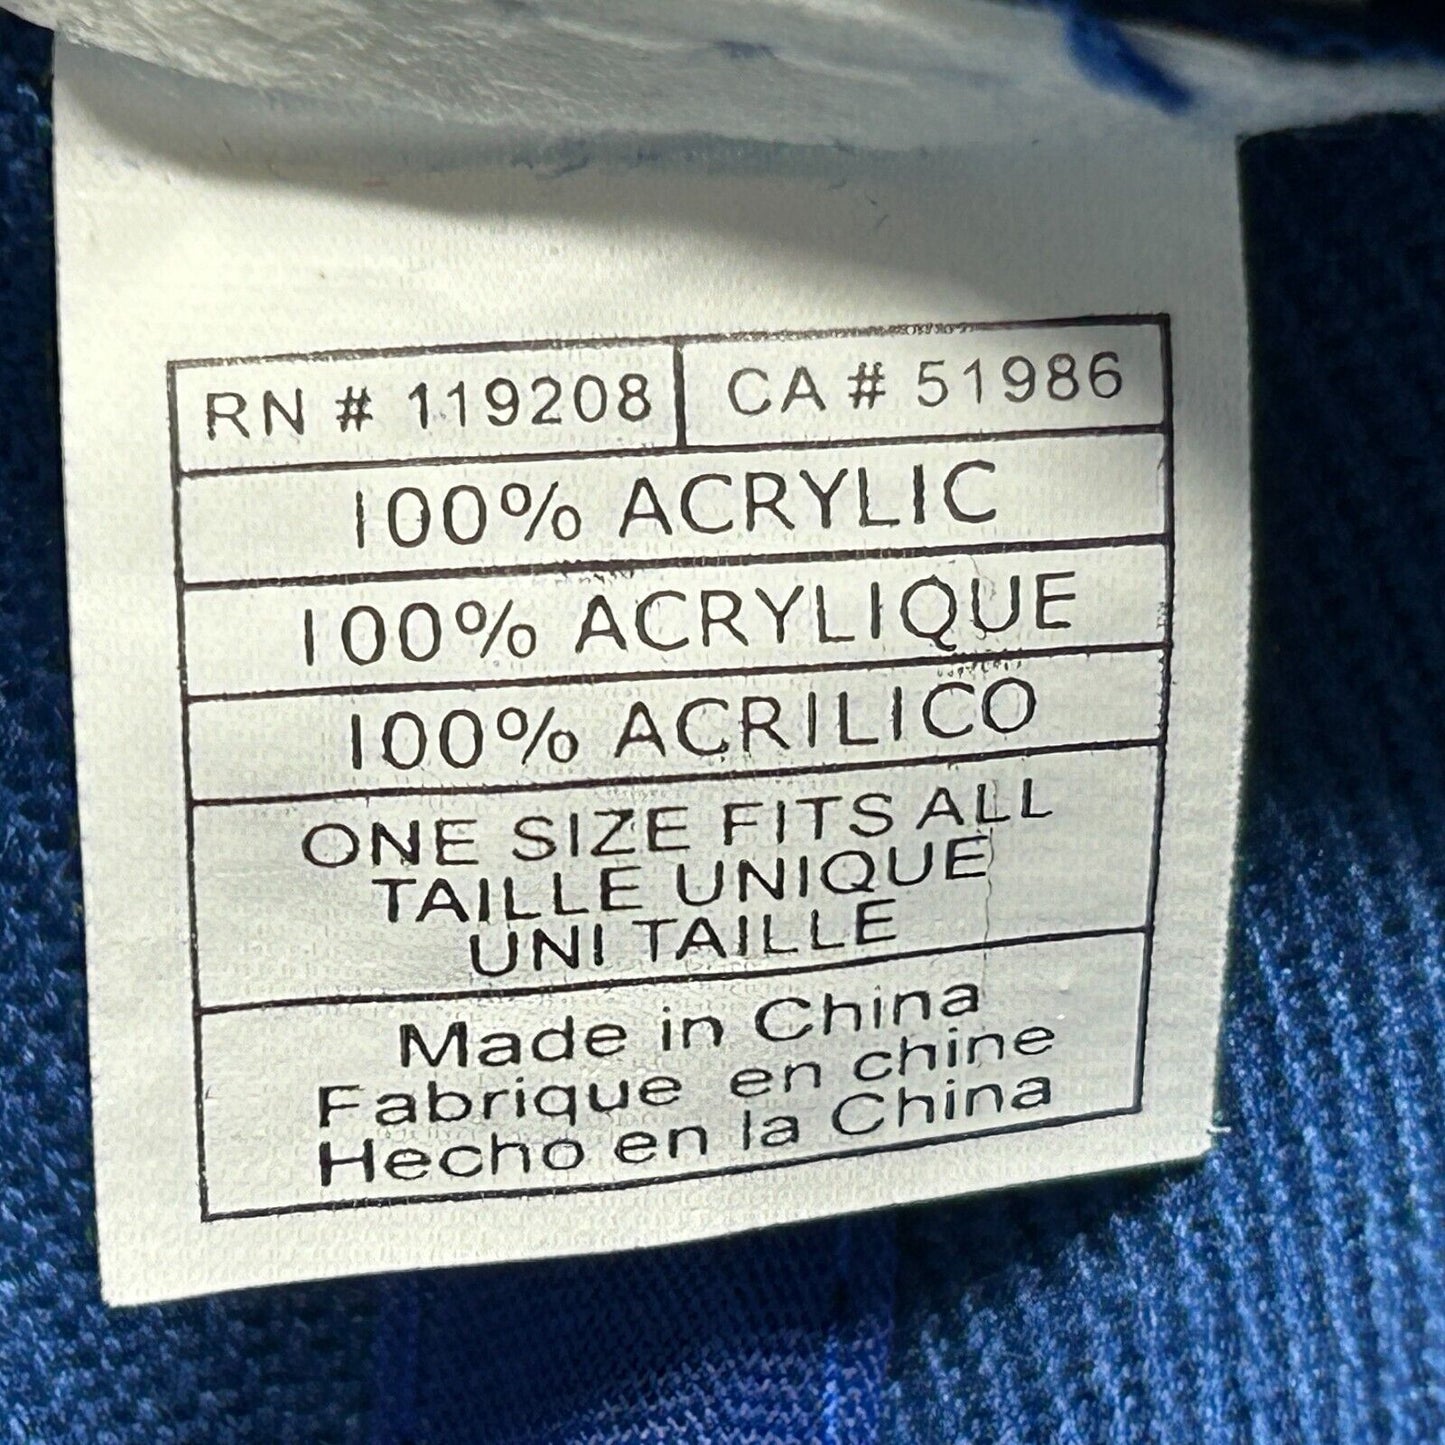 RN # 119208 CA # 51986
100% ACRYLIC
100% ACRYLIQUE
100% ACRILICO
ONE SIZE FITS ALL
TAILLE UNIQUE
UNI TAILLE
Made in China
Fabrique en chine
Hecho en la China